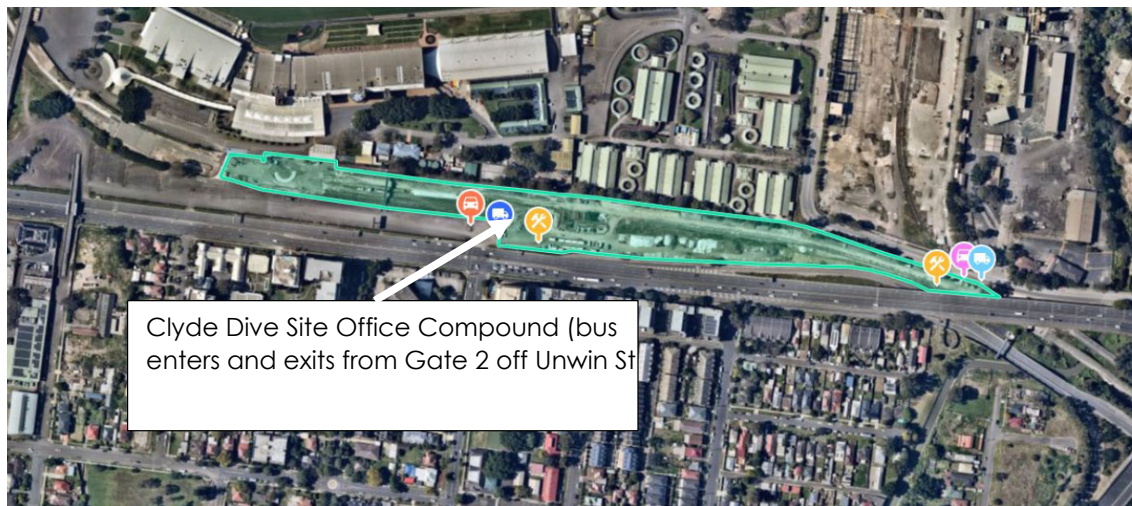 Clyde Dive Site Office Compound (bus
enters and exits from Gate 2 off Unwin St